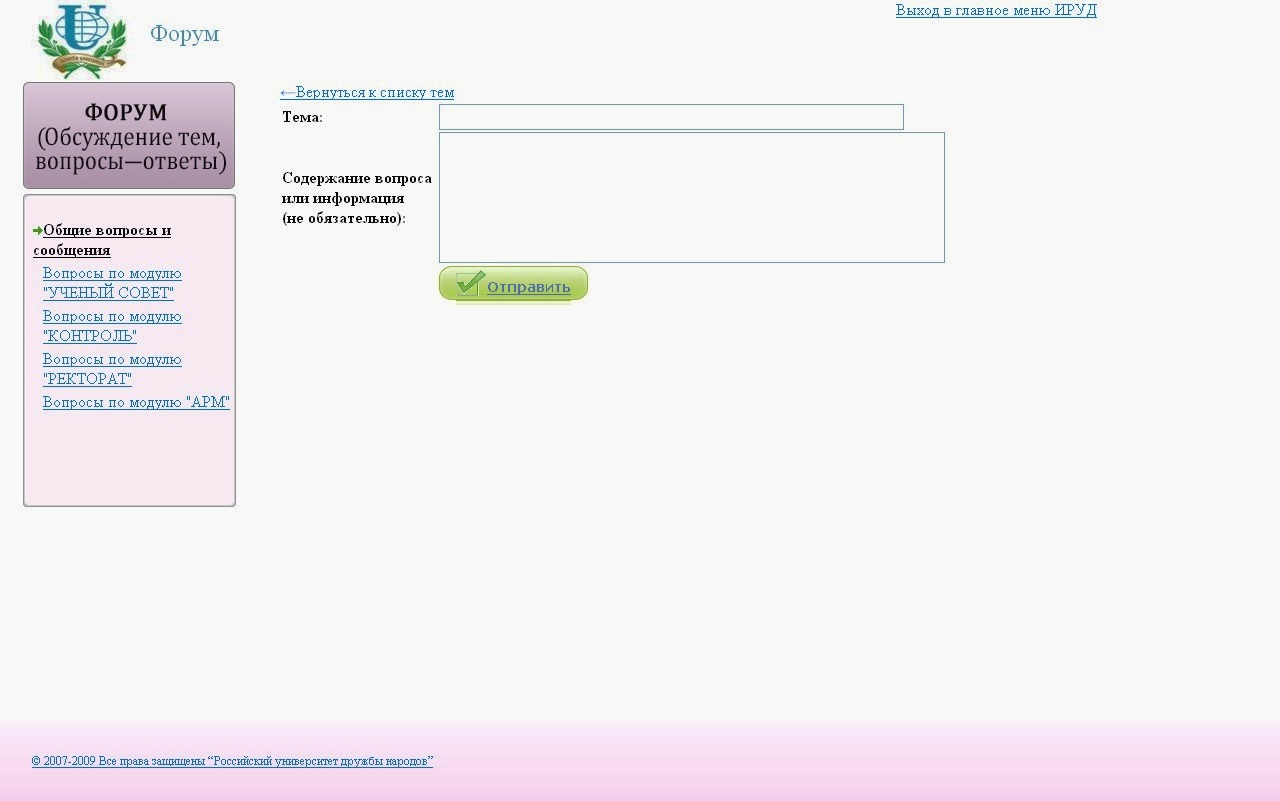 Форум
Выход в главное меню ИРУД
ФОРУМ
(Обсуждение тем,
вопросы—ответы)
Общие вопросы и
сообщения
Вопросы по модулю
"УЧЕНЫЙ СОВЕТ"
Вопросы по модулю
"КОНТРОЛЬ"
Вопросы по модулю
"РЕКТОРАТ"
Вопросы по модулю "АРМ"
←Вернуться к списку тем
Тема:
Содержание вопроса
или информация
(не обязательно):
Отправить
© 2007-2009 Все права защищены “Российский университет дружбы народов”